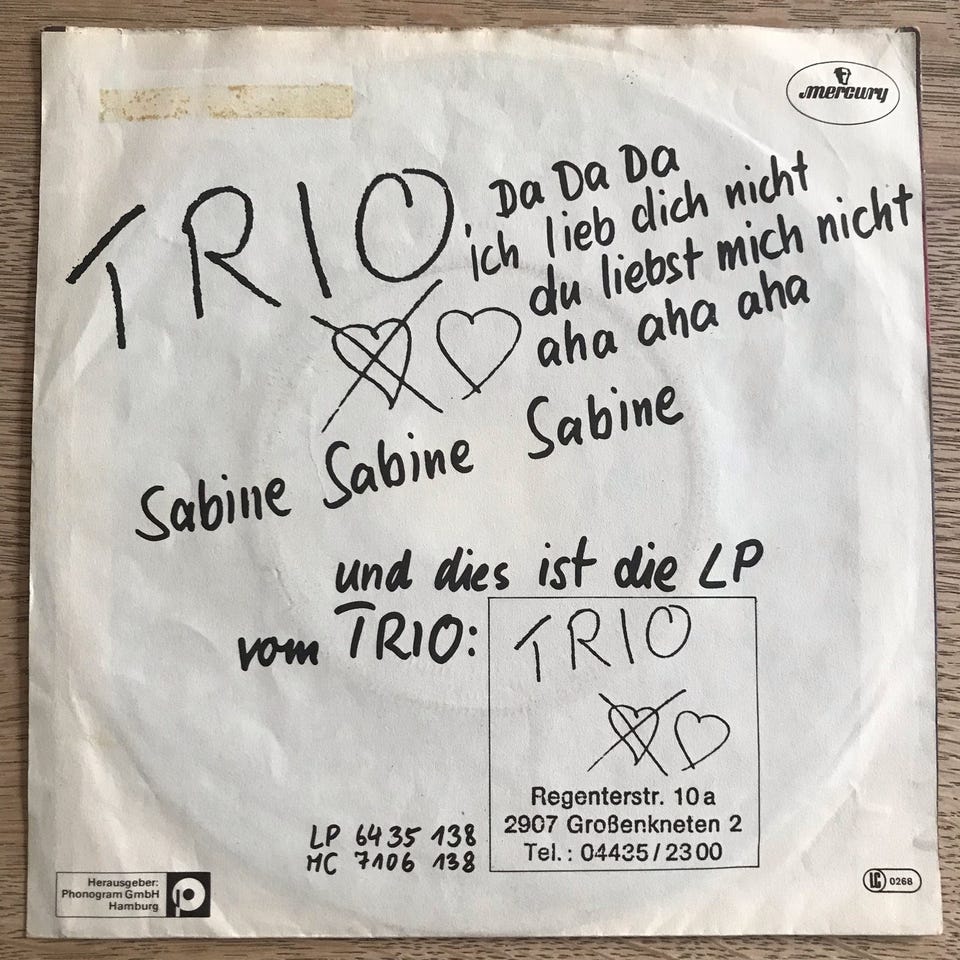 mercury
TRIO
Da Da Da
ich lieb dich nicht
du liebst mich nicht
aha aha aha
Sabine Sabine Sabine
und dies ist die LP
vom TRIO:
TRIO
Regenterstr. 10a
2907 Großenkneten 2
Tel.: 04435/2300
LP 6435 138
MC 7106 138
Herausgeber:
Phonogram GmbH
Hamburg
p
LC 0268